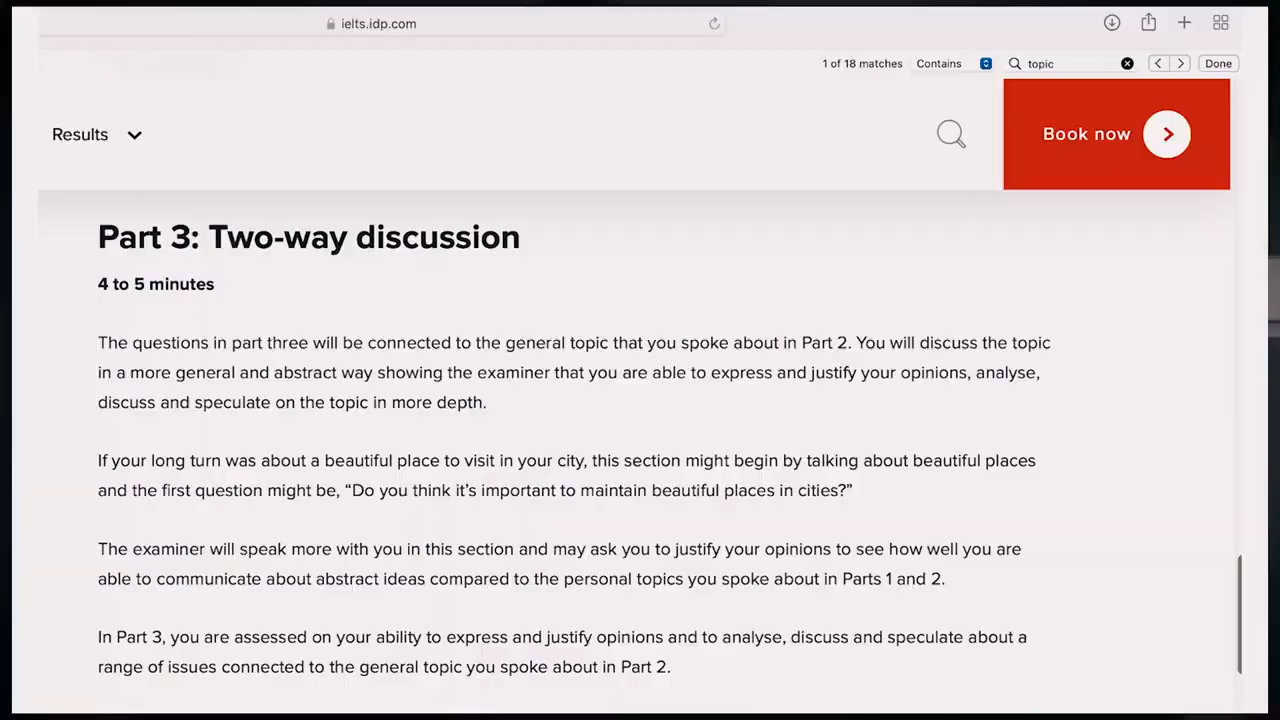 ielts.idp.com
1 of 18 matches Contains topic Done
Results Book now
Part 3: Two-way discussion
4 to 5 minutes
The questions in part three will be connected to the general topic that you spoke about in Part 2. You will discuss the topic
in a more general and abstract way showing the examiner that you are able to express and justify your opinions, analyse,
discuss and speculate on the topic in more depth.
If your long turn was about a beautiful place to visit in your city, this section might begin by talking about beautiful places
and the first question might be, “Do you think it’s important to maintain beautiful places in cities?”
The examiner will speak more with you in this section and may ask you to justify your opinions to see how well you are
able to communicate about abstract ideas compared to the personal topics you spoke about in Parts 1 and 2.
In Part 3, you are assessed on your ability to express and justify opinions and to analyse, discuss and speculate about a
range of issues connected to the general topic you spoke about in Part 2.